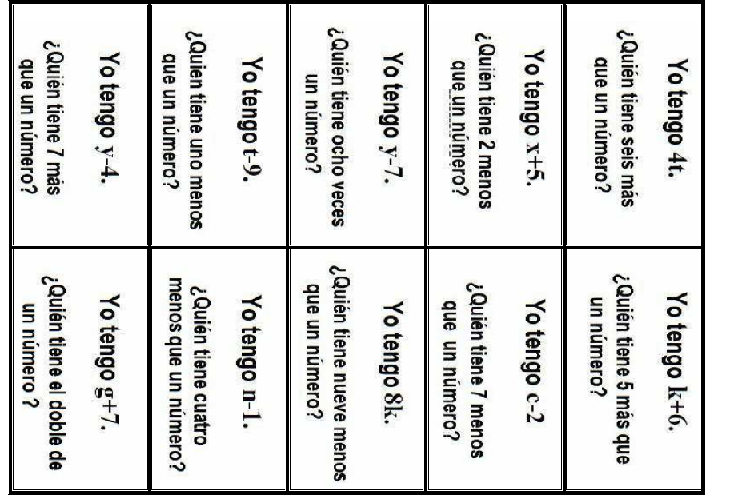 Yo tengo 4t.
¿Quién tiene seis más
que un número?
Yo tengo k+6.
¿Quién tiene 5 más que
un número?
Yo tengo x+5.
¿Quién tiene 2 menos
que un número?
Yo tengo c-2
¿Quién tiene 7 menos
que un número?
Yo tengo y-7.
¿Quién tiene ocho veces
un número?
Yo tengo 8k.
¿Quién tiene nueve menos
que un número?
Yo tengo t-9.
¿Quien tiene uno menos
que un número?
Yo tengo n-1.
¿Quién tiene cuatro
menos que un número?
Yo tengo y-4.
¿Quién tiene 7 más
que un número?
Yo tengo g+7.
¿Quién tiene el doble de
un número ?